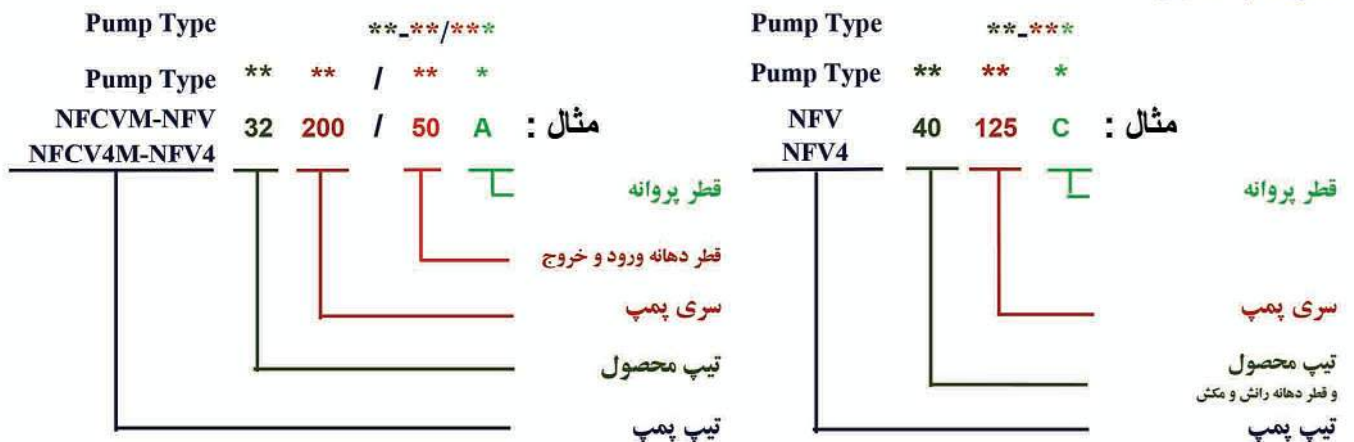 Pump Type **-**/***
Pump Type ** ** / ** *
NFCVM-NFV
NFCV4M-NFV4
32 200 / 50 A مثال :
قطر پروانه
قطر دهانه ورود و خروج
سری پمپ
تیپ محصول
تیپ پمپ
Pump Type **-***
Pump Type ** ** *
NFV
NFV4
40 125 C مثال :
قطر پروانه
سری پمپ
تیپ محصول
و قطر دهانه رانش و مکش
تیپ پمپ